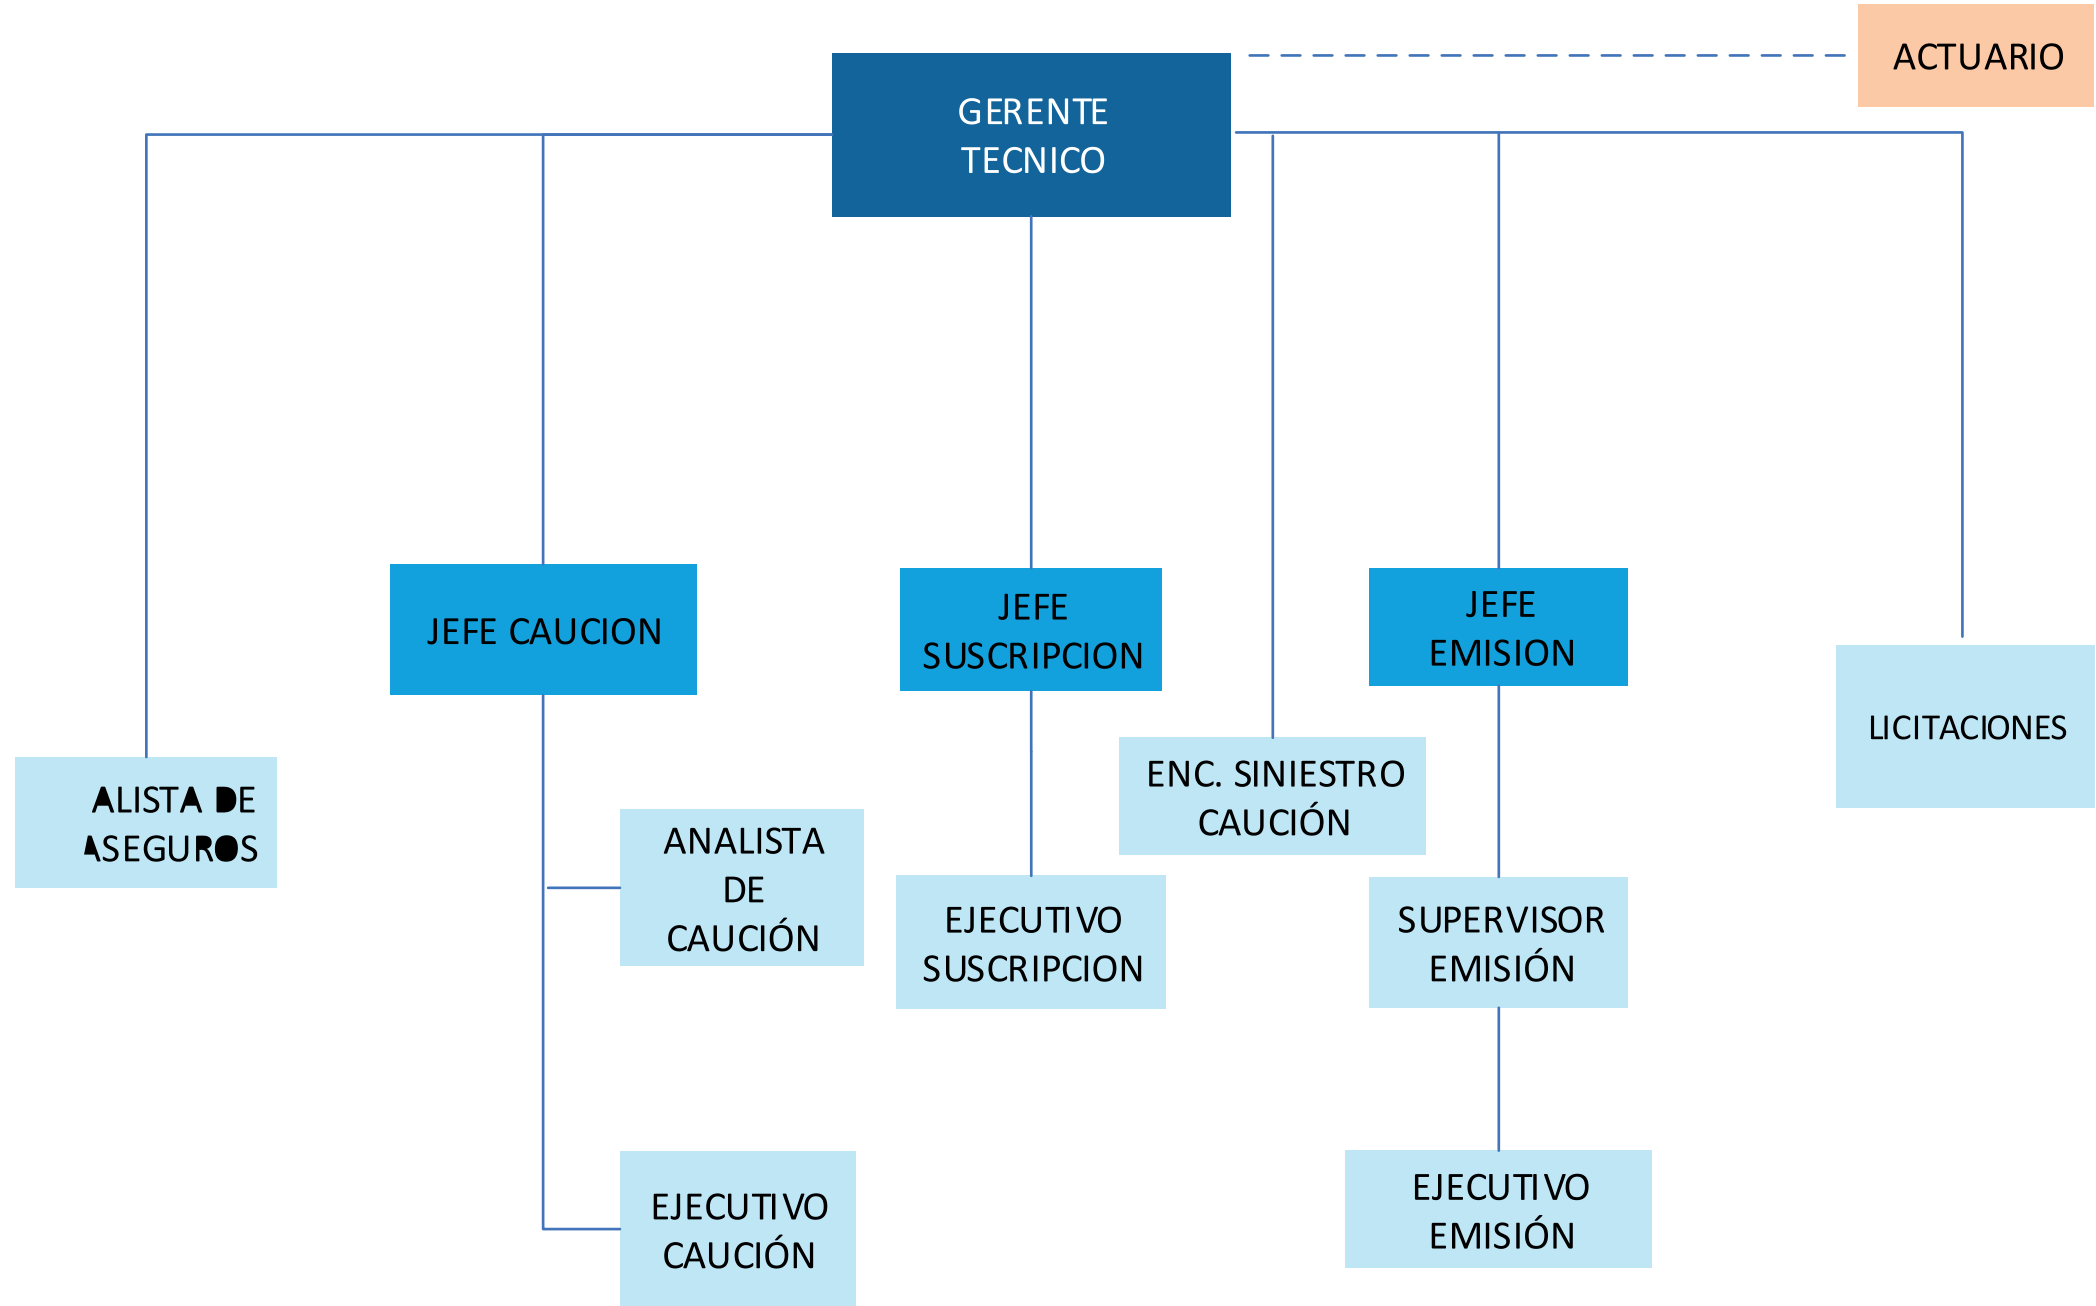 ACTUARIO
GERENTE
TECNICO
JEFE CAUCION
JEFE
SUSCRIPCION
JEFE
EMISION
LICITACIONES
ALISTA DE
ASEGUROS
ENC. SINIESTRO
CAUCIÓN
ANALISTA
DE
CAUCIÓN
EJECUTIVO
SUSCRIPCION
SUPERVISOR
EMISIÓN
EJECUTIVO
CAUCIÓN
EJECUTIVO
EMISIÓN